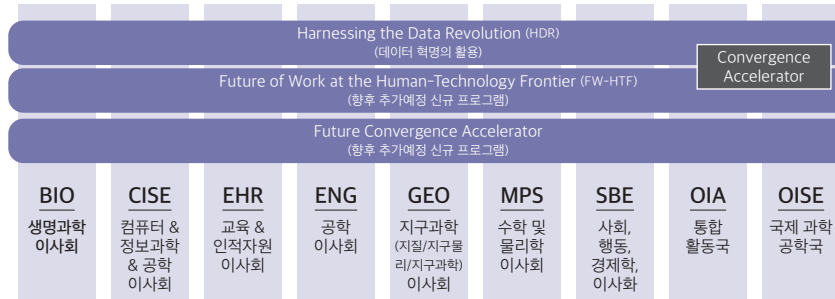 Harnessing the Data Revolution (HDR)
(데이터 혁명의 활용)
Convergence
Accelerator
Future of Work at the Human-Technology Frontier (FW-HTF)
(향후 추가예정 신규 프로그램)
Future Convergence Accelerator
(향후 추가예정 신규 프로그램)
BIO
생명과학
이사회
CISE
컴퓨터 &
정보과학
& 공학
이사회
EHR
교육 &
인적자원
이사회
ENG
공학
이사회
GEO
지구과학
(지질/지구물
리/지구과학)
이사회
MPS
수학 및
물리학
이사회
SBE
사회,
행동,
경제학,
이사화
OIA
통합
활동국
OISE
국제 과학
공학국